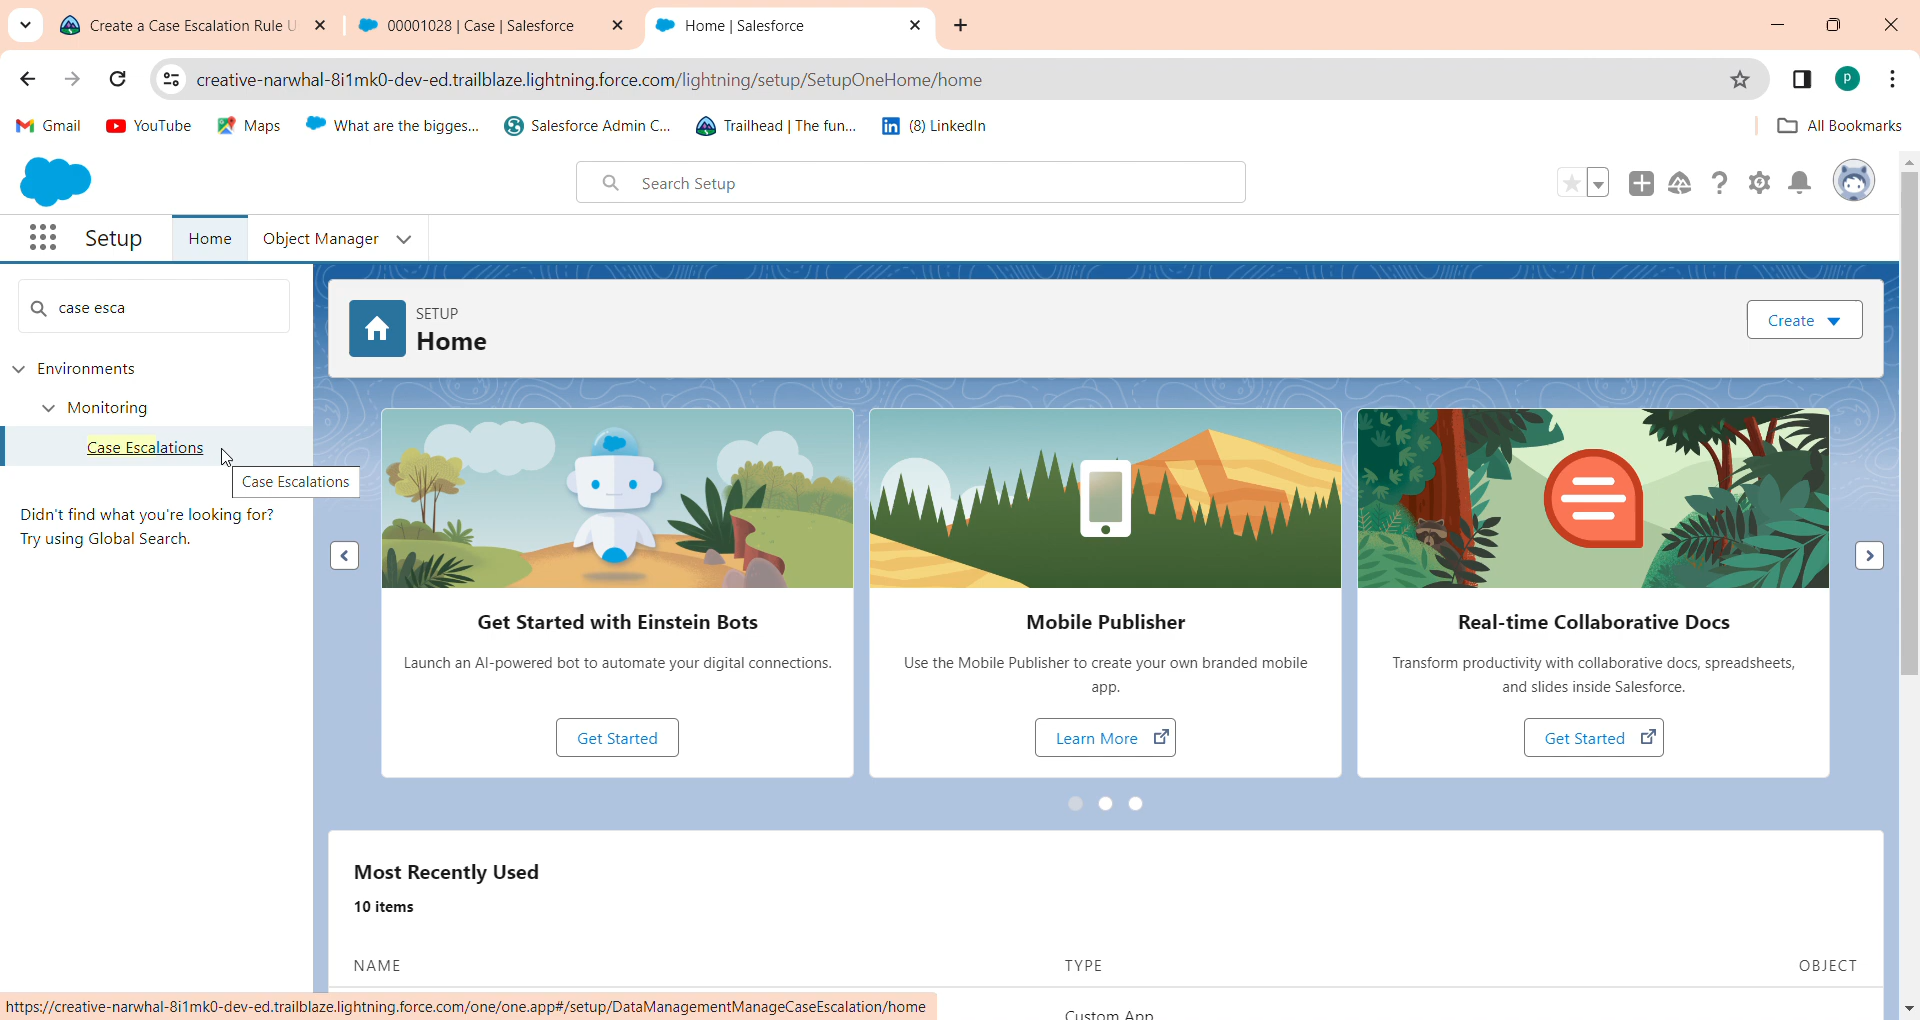 Create a Case Escalation Rule U
00001028 | Case | Salesforce
Home | Salesforce
creative-narwhal-8i1mk0-dev-ed.trailblaze.lightning.force.com/lightning/setup/SetupOneHome/home
P
Gmail
YouTube
Maps
What are the bigges...
Salesforce Admin C...
Trailhead | The fun...
(8) LinkedIn
All Bookmarks
Search Setup
Setup
Home
Object Manager
case esca
Environments
Monitoring
Case Escalations
Case Escalations
Didn't find what you're looking for?
Try using Global Search.
SETUP
Home
Create
Get Started with Einstein Bots
Launch an AI-powered bot to automate your digital connections.
Get Started
Mobile Publisher
Use the Mobile Publisher to create your own branded mobile
app.
Learn More
Real-time Collaborative Docs
Transform productivity with collaborative docs, spreadsheets,
and slides inside Salesforce.
Get Started
Most Recently Used
10 items
NAME
TYPE
OBJECT
Custom App
https://creative-narwhal-8i1mk0-dev-ed.trailblaze.lightning.force.com/one/one.app#/setup/DataManagementManageCaseEscalation/home